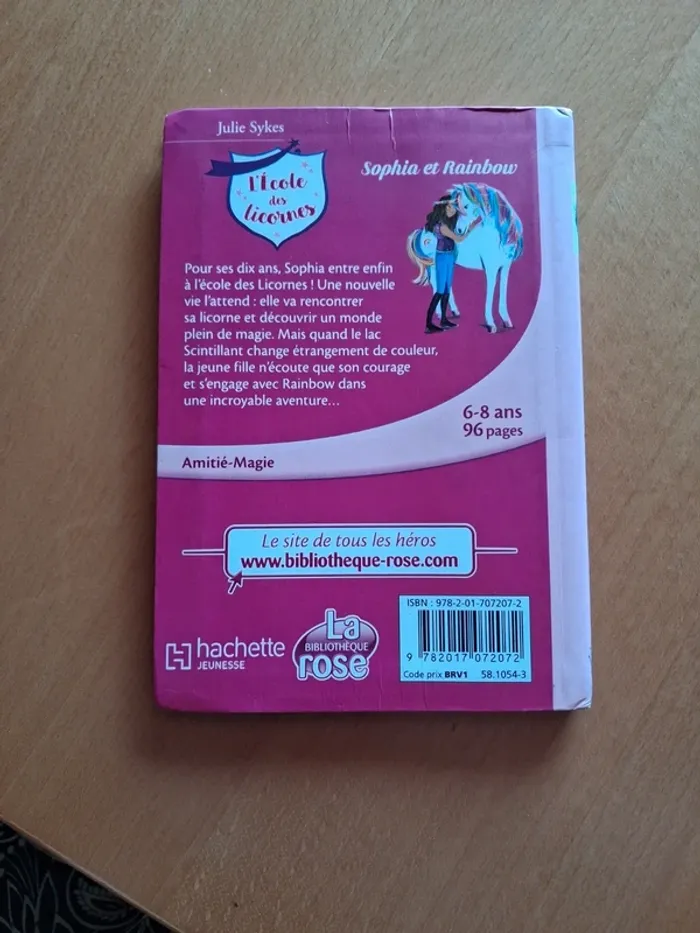 Julie Sykes
l'École
des
licornes
Sophia et Rainbow
Pour ses dix ans, Sophia entre enfin
à l'école des Licornes ! Une nouvelle
vie l'attend : elle va rencontrer
sa licorne et découvrir un monde
plein de magie. Mais quand le lac
Scintillant change étrangement de couleur,
la jeune fille n'écoute que son courage
et s'engage avec Rainbow dans
une incroyable aventure...
6-8 ans
96 pages
Amitié-Magie
Le site de tous les héros
www.bibliotheque-rose.com
hachette
JEUNESSE
La
BIBLIOTHÈQUE
rose
ISBN : 978-2-01-707207-2
9 782017 072072
Code prix BRV1 58.1054-3